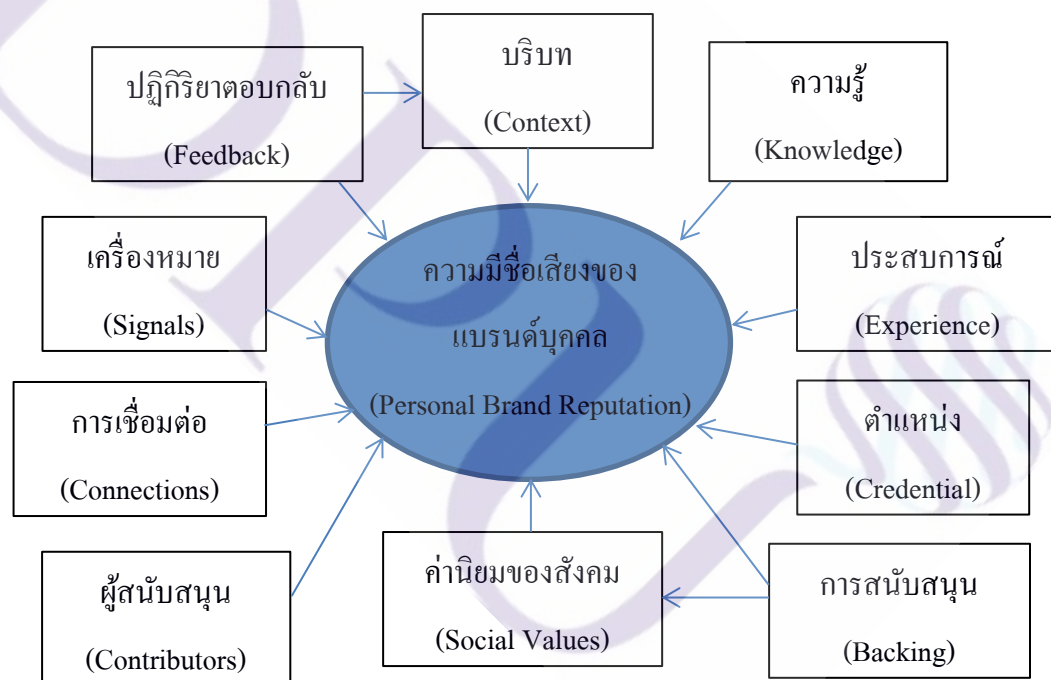 ปฏิกิริยาตอบกลับ
(Feedback)
บริบท
(Context)
ความรู้
(Knowledge)
เครื่องหมาย
(Signals)
ความมีชื่อเสียงของ
แบรนด์บุคคล
(Personal Brand Reputation)
ประสบการณ์
(Experience)
การเชื่อมต่อ
(Connections)
ตำแหน่ง
(Credential)
ผู้สนับสนุน
(Contributors)
ค่านิยมของสังคม
(Social Values)
การสนับสนุน
(Backing)